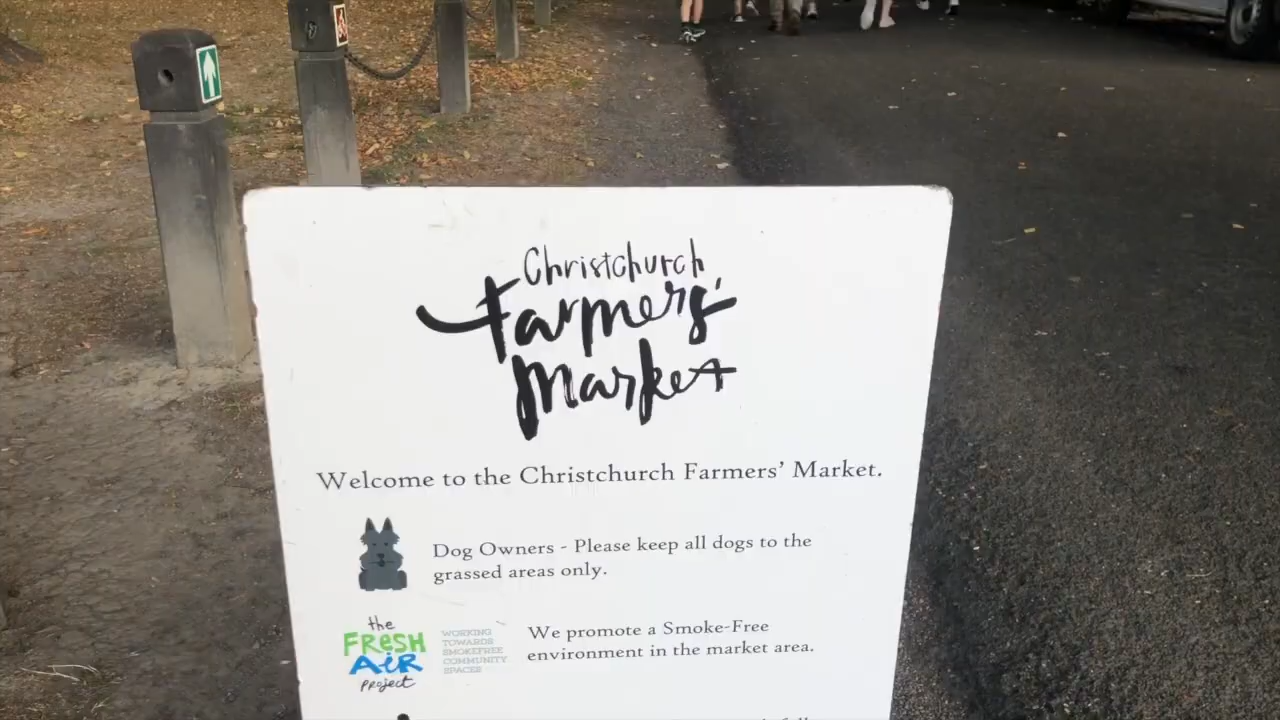 Christchurch
Farmers'
Market
Welcome to the Christchurch Farmers' Market.
Dog Owners - Please keep all dogs to the
grassed areas only.
the
FRESH
AIR
project
WORKING
TOWARDS
SMOKEFREE
COMMUNITY
SPACES
We promote a Smoke-Free
environment in the market area.